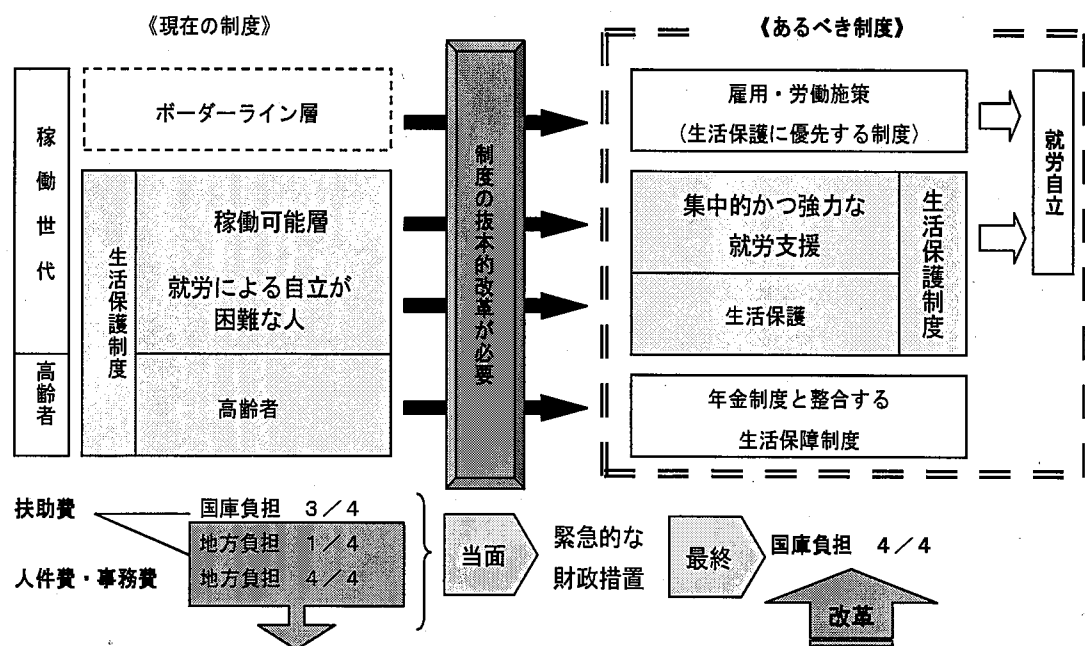 《現在の制度》
稼働世代
高齢者
ボーダーライン層
生活保護制度
稼働可能層
就労による自立が
困難な人
高齢者
制度の抜本的改革が必要
《あるべき制度》
雇用・労働施策
（生活保護に優先する制度）
集中的かつ強力な
就労支援
生活保護
生活保護制度
年金制度と整合する
生活保障制度
就労自立
扶助費
国庫負担 3／4
地方負担 1／4
人件費・事務費 地方負担 4／4
当面
緊急的な
財政措置
最終
国庫負担 4／4
改革